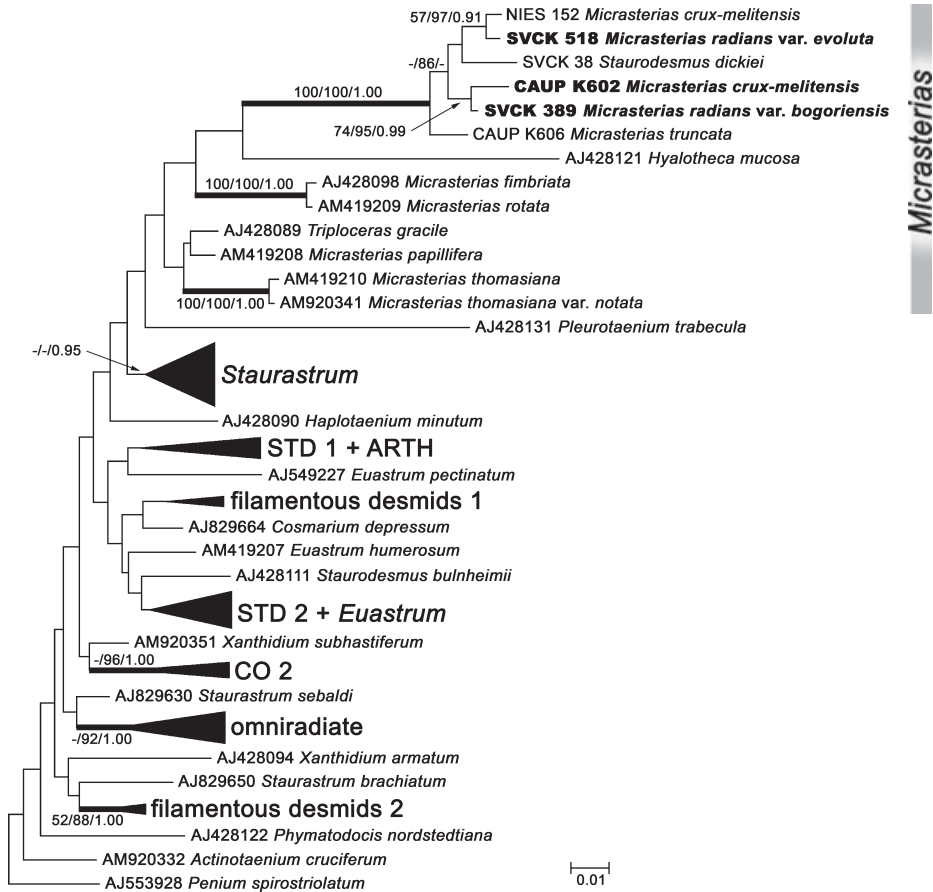 57/97/0.91
NIES 152 Micrasterias crux-melitensis
SVCK 518 Micrasterias radians var. evoluta
-/86/-
SVCK 38 Staurodesmus dickiei
100/100/1.00
CAUP K602 Micrasterias crux-melitensis
SVCK 389 Micrasterias radians var. bogoriensis
74/95/0.99
CAUP K606 Micrasterias truncata
AJ428121 Hyalotheca mucosa
100/100/1.00
AJ428098 Micrasterias fimbriata
AM419209 Micrasterias rotata
AJ428089 Triploceras gracile
AM419208 Micrasterias papillifera
AM419210 Micrasterias thomasiana
100/100/1.00
AM920341 Micrasterias thomasiana var. notata
AJ428131 Pleurotaenium trabecula
-/-/0.95
Staurastrum
AJ428090 Haplotaenium minutum
STD 1 + ARTH
AJ549227 Euastrum pectinatum
filamentous desmids 1
AJ829664 Cosmarium depressum
AM419207 Euastrum humerosum
AJ428111 Staurodesmus bulnheimii
STD 2 + Euastrum
AM920351 Xanthidium subhastiferum
-/96/1.00
CO 2
AJ829630 Staurastrum sebaldi
omniradiate
-/92/1.00
AJ428094 Xanthidium armatum
AJ829650 Staurastrum brachiatum
filamentous desmids 2
52/88/1.00
AJ428122 Phymatodocis nordstedtiana
AM920332 Actinotaenium cruciferum
AJ553928 Penium spirostriolatum
0.01
Micrasterias